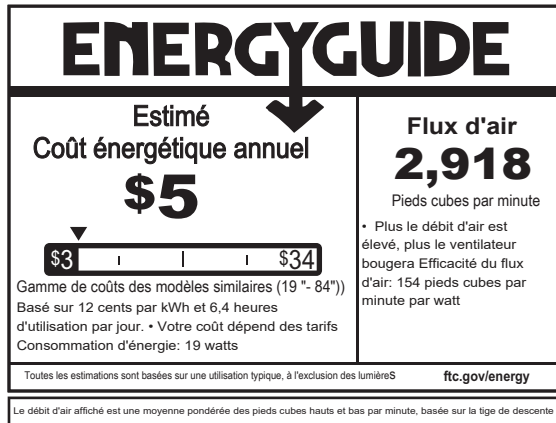 ENERGYGUIDE
Estimé
Coût énergétique annuel
$5
$3
$34
Gamme de coûts des modèles similaires (19 "- 84"))
Basé sur 12 cents par kWh et 6,4 heures
d'utilisation par jour. • Votre coût dépend des tarifs
Consommation d'énergie: 19 watts
Flux d'air
2,918
Pieds cubes par minute
• Plus le débit d'air est
élevé, plus le ventilateur
bougera Efficacité du flux
d'air: 154 pieds cubes par
minute par watt
Toutes les estimations sont basées sur une utilisation typique, à l'exclusion des lumièreS
ftc.gov/energy
Le débit d'air affiché est une moyenne pondérée des pieds cubes hauts et bas par minute, basée sur la tige de descente